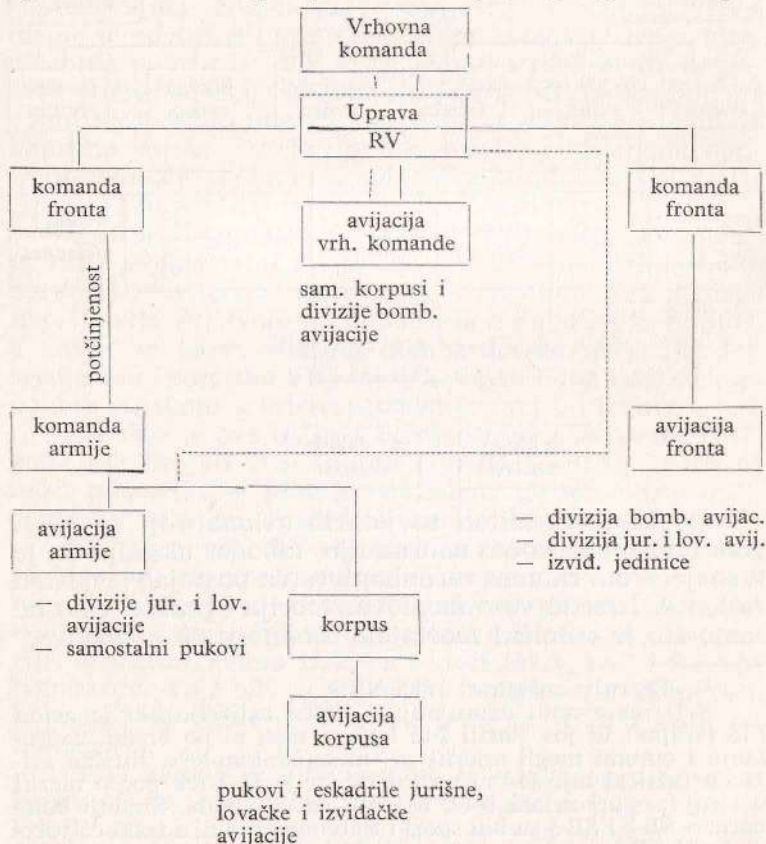 Vrhovna
komanda
Uprava
RV
komanda
fronta
komanda
fronta
avijacija
vrh. komande
sam. korpusi i
divizije bomb.
avijacije
potčinjenost
komanda
armije
avijacija
fronta
avijacija
armije
— divizija bomb. avijac.
— divizija jur. i lov. avij.
— izviđ. jedinice
— divizije jur. i lov.
avijacije
— samostalni pukovi
korpus
avijacija
korpusa
pukovi i eskadrile jurišne,
lovačke i izviđačke
avijacije